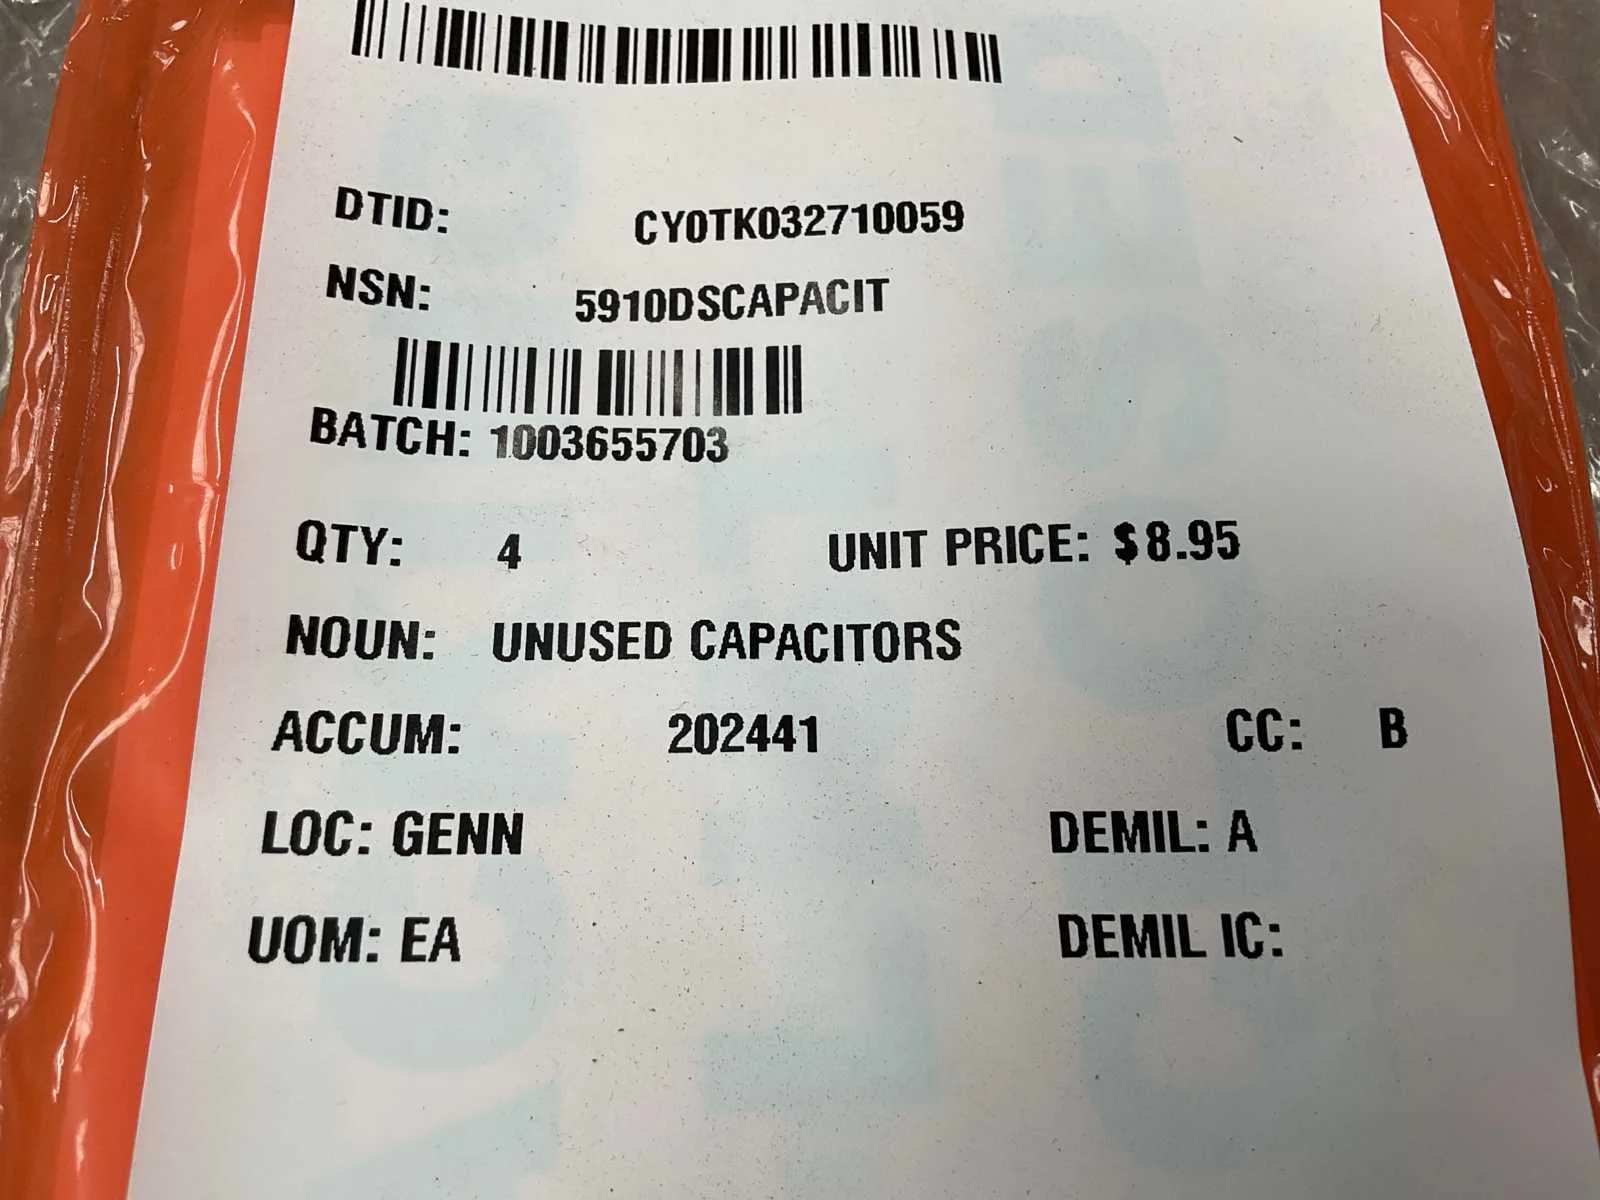 DTID: CY0TK032710059
NSN: 5910DSCAPACIT
BATCH: 1003655703
QTY: 4 UNIT PRICE: $8.95
NOUN: UNUSED CAPACITORS
ACCUM: 202441 CC: B
LOC: GENN DEMIL: A
UOM: EA DEMIL IC: